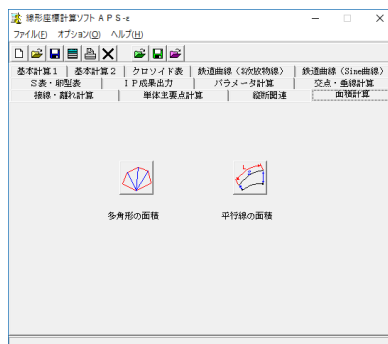 線形座標計算ソフトＡＰＳ-ε
ファイル(F) オプション(O) ヘルプ(H)
基本計算１ 基本計算２ クロソイド表 鉄道曲線（3次放物線） 鉄道曲線（Sine曲線）
Ｓ表・卵型表 ＩＰ成果出力 パラメータ計算 交点・垂線計算
接線・離れ計算 単体主要点計算 縦断関連 面積計算
多角形の面積 平行線の面積